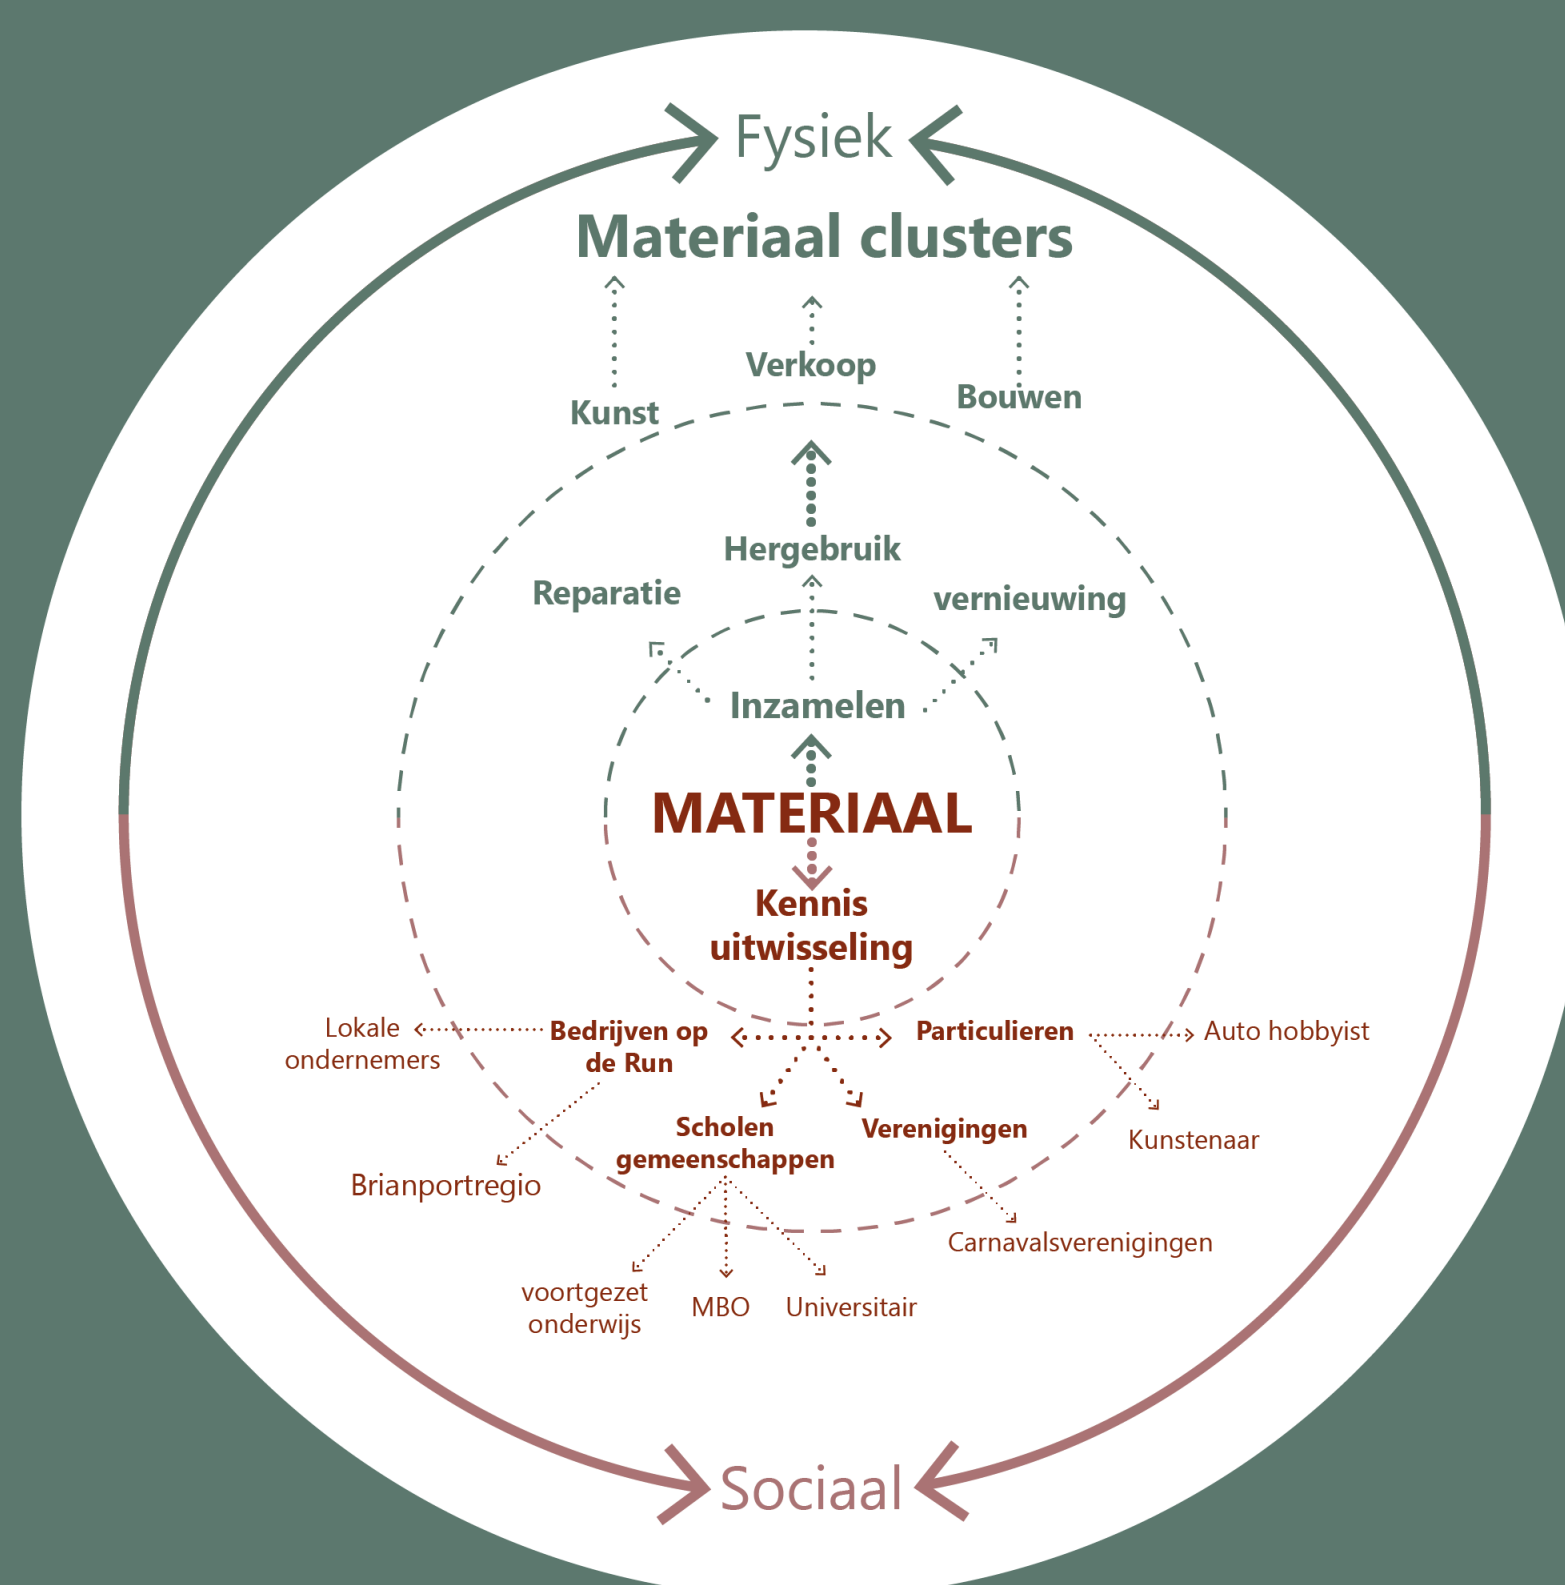 Fysiek
Materiaal clusters
Verkoop
Kunst
Bouwen
Hergebruik
Reparatie
vernieuwing
Inzamelen
MATERIAAL
Kennis
uitwisseling
Lokale
ondernemers
Bedrijven op
de Run
Particulieren
Auto hobbyist
Scholen
gemeenschappen
Verenigingen
Kunstenaar
Brianportregio
Carnavalsverenigingen
voortgezet
onderwijs
MBO
Universitair
Sociaal